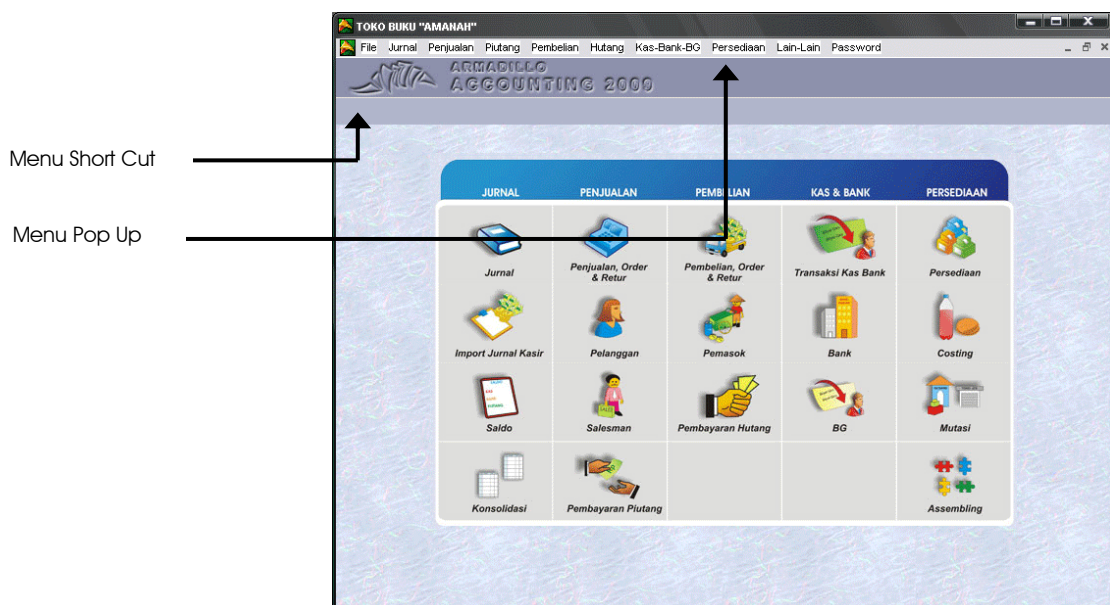 TOKO BUKU "AMANAH"
File Jurnal Penjualan Piutang Pembelian Hutang Kas-Bank-BG Persediaan Lain-Lain Password
ARMADILLO
ACCOUNTING 2009
Menu Short Cut
Menu Pop Up
JURNAL PENJUALAN PEMBELIAN KAS & BANK PERSEDIAAN
Jurnal
Penjualan, Order
& Retur
Pembelian, Order
& Retur
Transaksi Kas Bank
Persediaan
Import Jurnal Kasir
Pelanggan
Pemasok
Bank
Costing
Saldo
Salesman
Pembayaran Hutang
BG
Mutasi
Konsolidasi
Pembayaran Piutang
Assembling